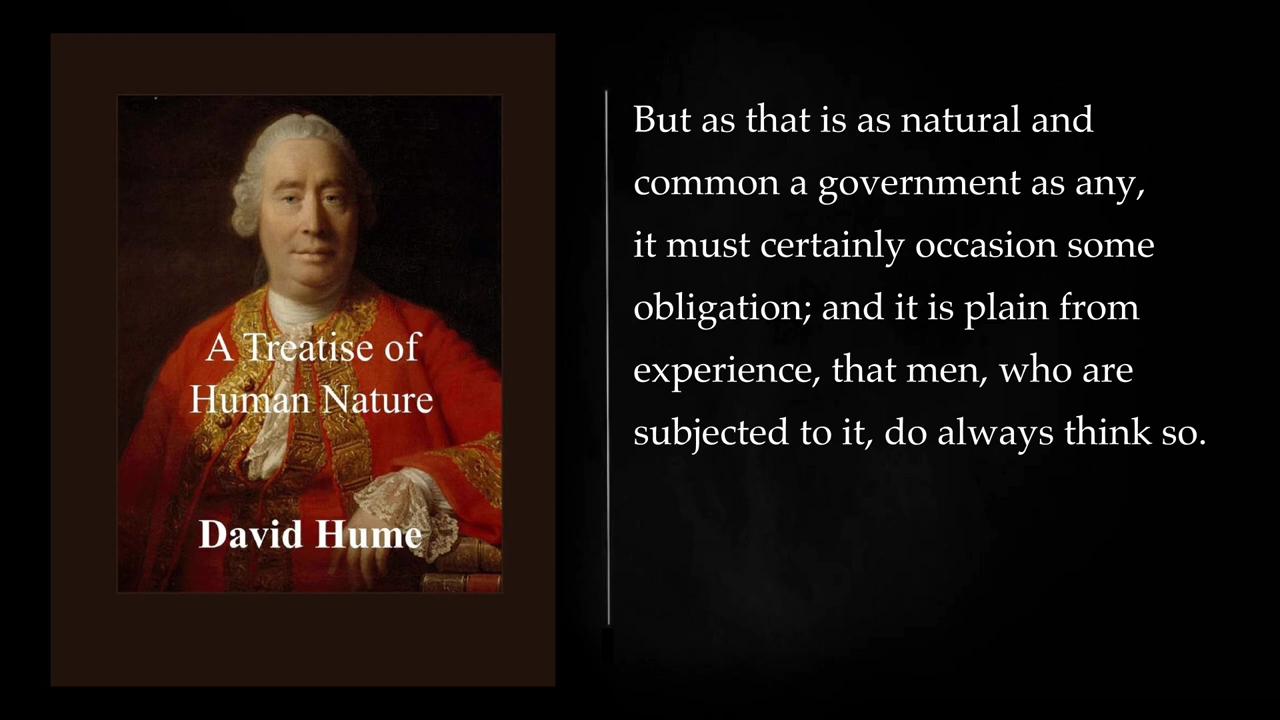 A Treatise of
Human Nature
David Hume
But as that is as natural and
common a government as any,
it must certainly occasion some
obligation; and it is plain from
experience, that men, who are
subjected to it, do always think so.